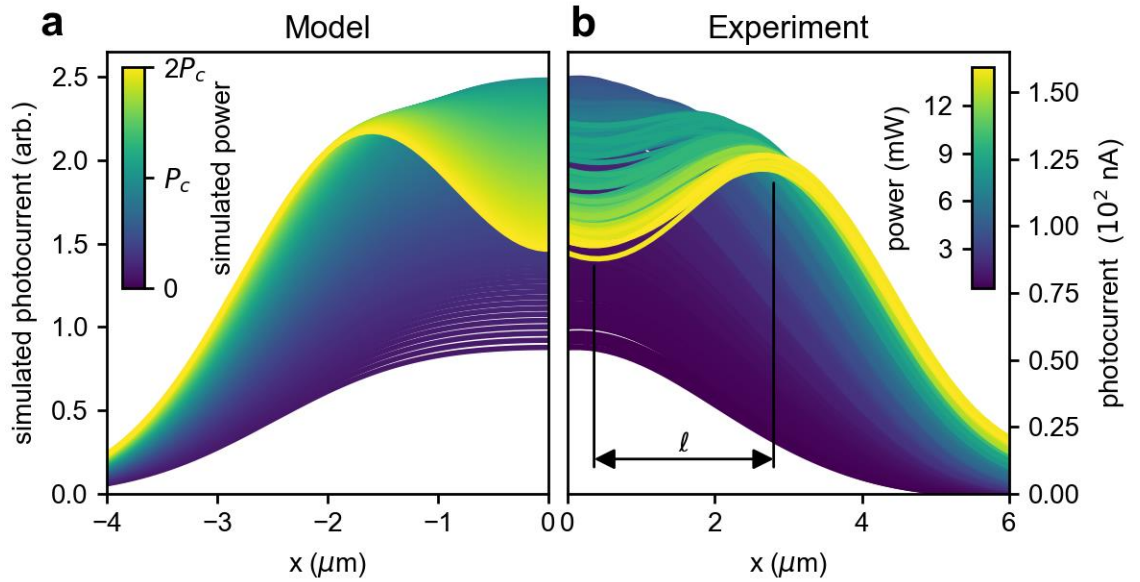 a Model
b Experiment
simulated photocurrent (arb.)
2.5
2.0
1.5
1.0
0.5
0.0
2P_c
P_c
0
simulated power
−4 −3 −2 −1 0
x (μm)
12
9
6
3
power (mW)
ℓ
1.50
1.25
1.00
0.75
0.50
0.25
0.00
photocurrent (10² nA)
0 2 4 6
x (μm)